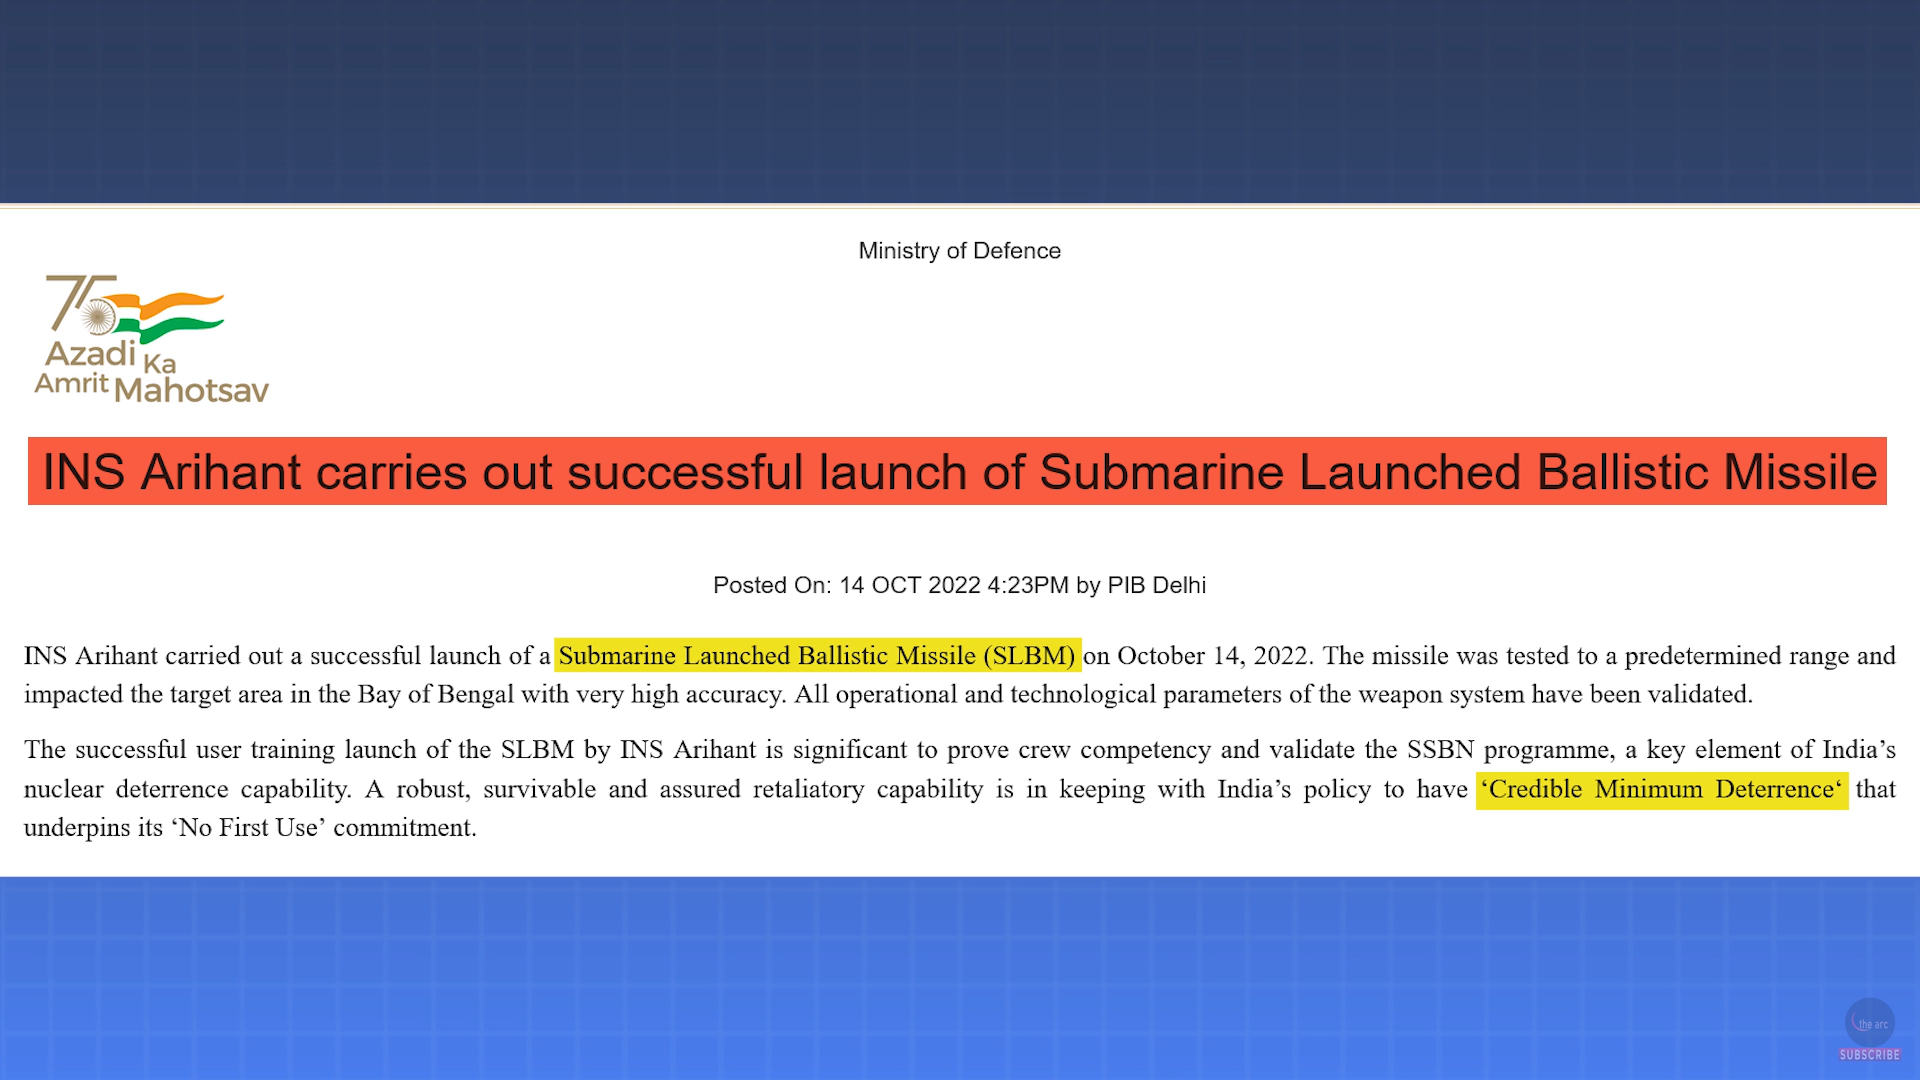 Ministry of Defence
75
Azadi Ka
Amrit Mahotsav
INS Arihant carries out successful launch of Submarine Launched Ballistic Missile
Posted On: 14 OCT 2022 4:23PM by PIB Delhi
INS Arihant carried out a successful launch of a Submarine Launched Ballistic Missile (SLBM) on October 14, 2022. The missile was tested to a predetermined range and
impacted the target area in the Bay of Bengal with very high accuracy. All operational and technological parameters of the weapon system have been validated.
The successful user training launch of the SLBM by INS Arihant is significant to prove crew competency and validate the SSBN programme, a key element of India’s
nuclear deterrence capability. A robust, survivable and assured retaliatory capability is in keeping with India’s policy to have ‘Credible Minimum Deterrence‘ that
underpins its ‘No First Use’ commitment.
the arc
SUBSCRIBE